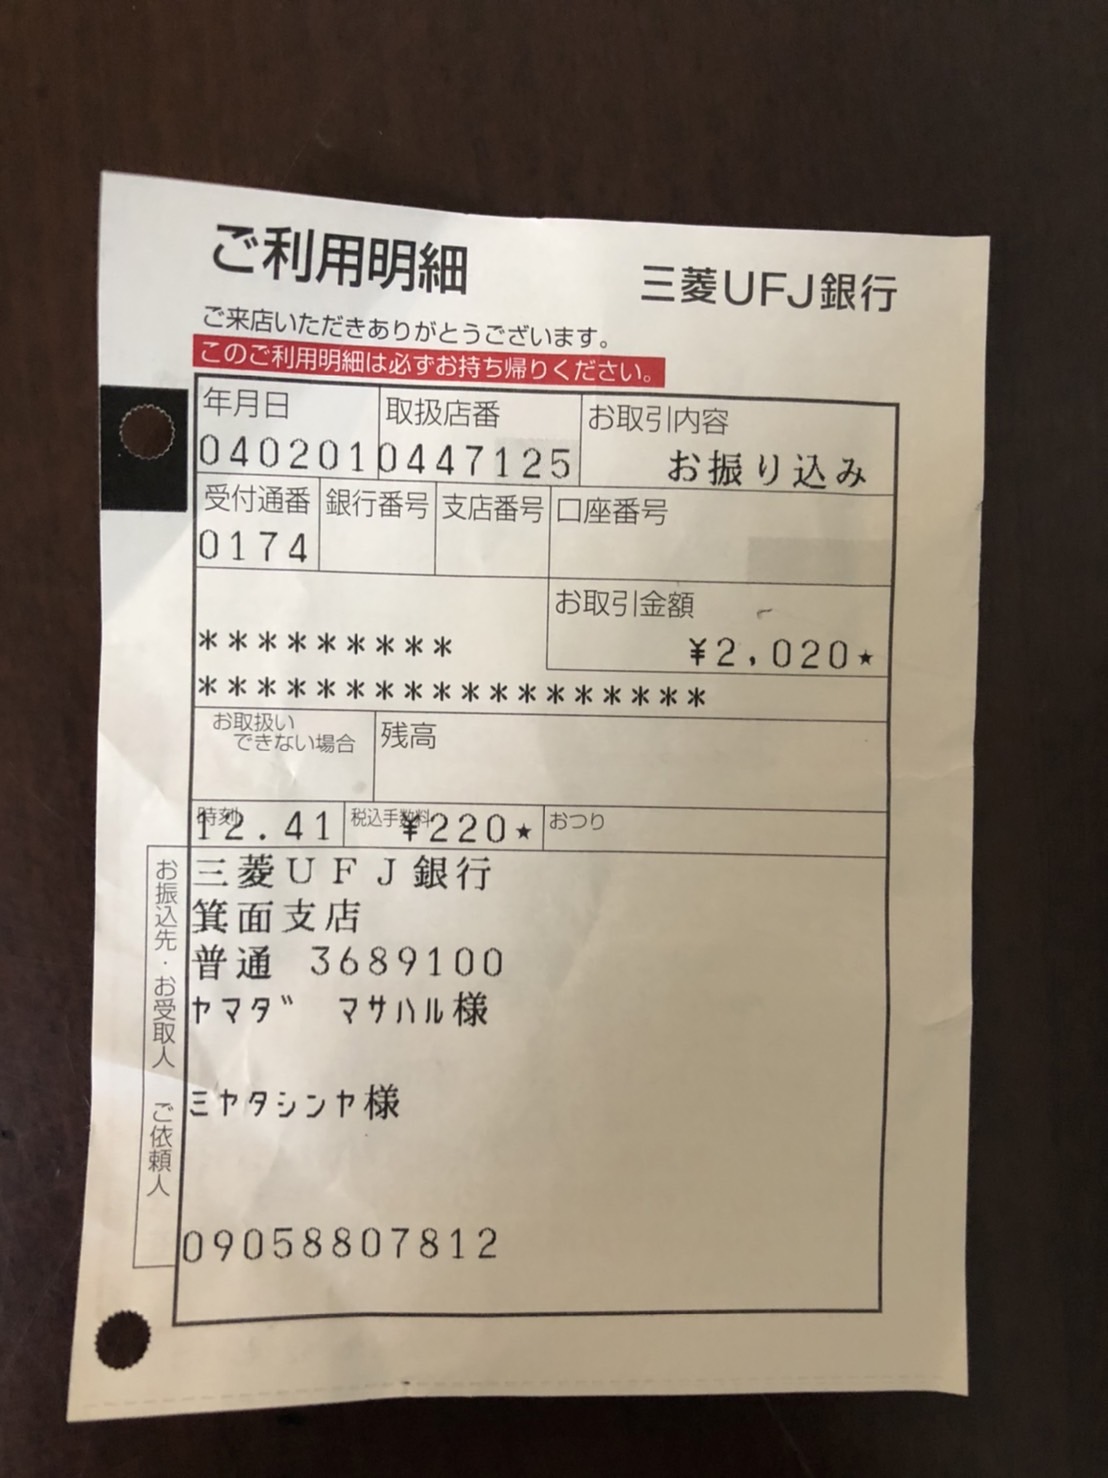 ご利用明細
三菱UFJ銀行
ご来店いただきありがとうございます。
このご利用明細は必ずお持ち帰りください。
年月日 取扱店番 お取引内容
040201 0447125 お振り込み
受付通番 銀行番号 支店番号 口座番号
0174
お取引金額
*********
¥2,020★
******************
お取扱いできない場合 残高
時刻 税込手数料 おつり
12.41 ¥220★
お振込先・お受取人 ご依頼人
三菱UFJ銀行
箕面支店
普通 3689100
ヤマダ マサハル様
ミヤタシンヤ様
09058807812